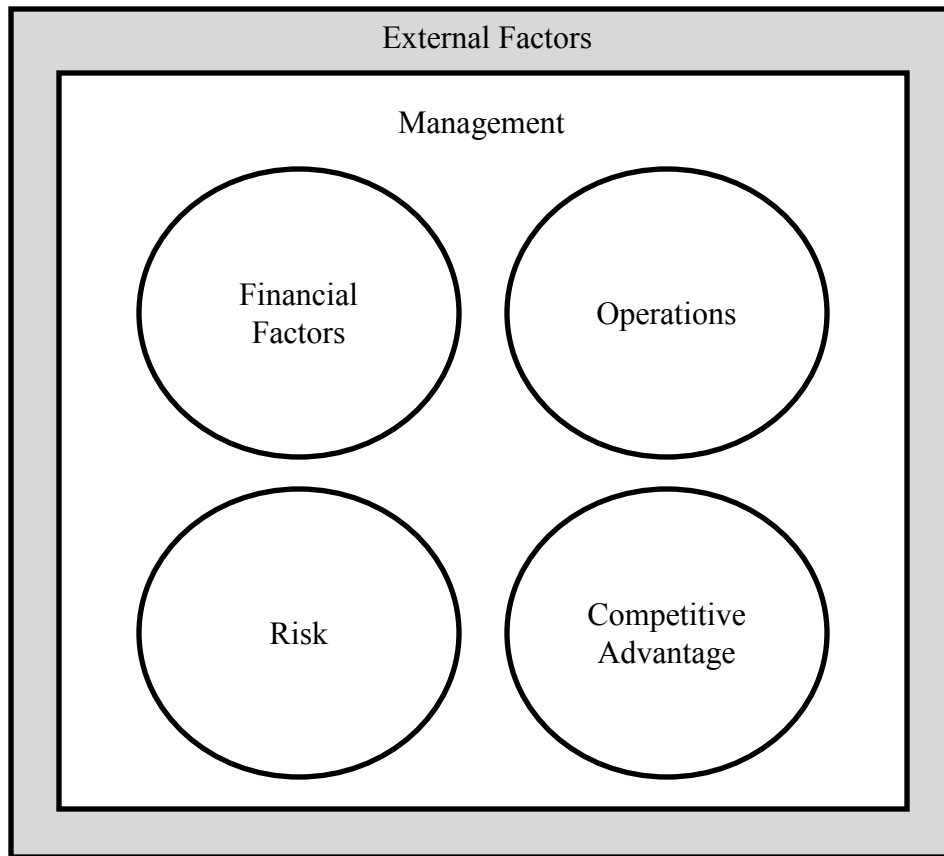 External Factors
Management
Financial
Factors
Operations
Risk
Competitive
Advantage